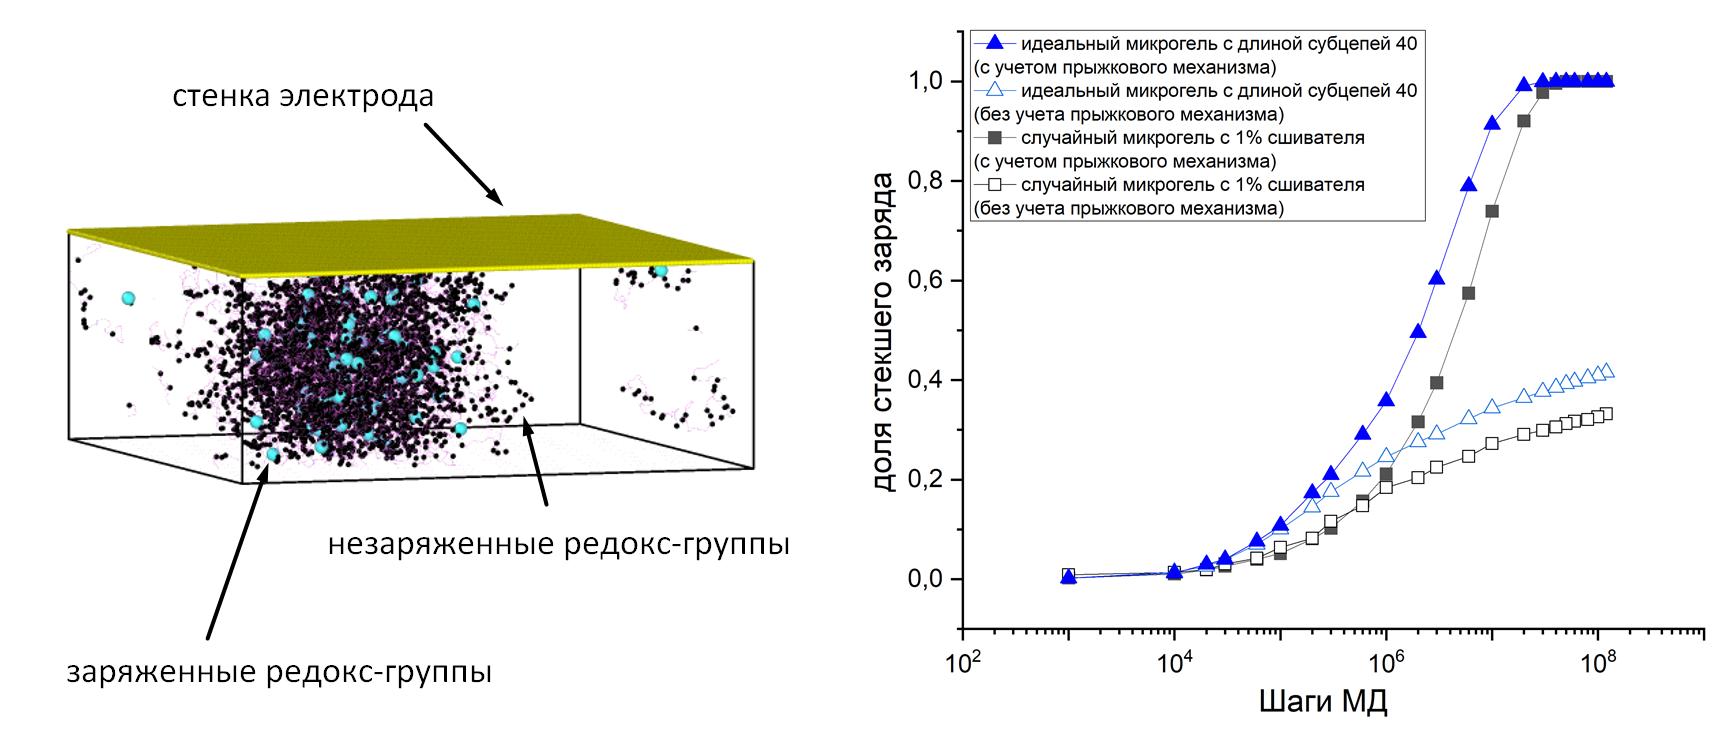 стенка электрода
незаряженные редокс-группы
заряженные редокс-группы
идеальный микрогель с длиной субцепей 40
(с учетом прыжкового механизма)
идеальный микрогель с длиной субцепей 40
(без учета прыжкового механизма)
случайный микрогель с 1% сшивателя
(с учетом прыжкового механизма)
случайный микрогель с 1% сшивателя
(без учета прыжкового механизма)
доля стекшего заряда
1,0
0,8
0,6
0,4
0,2
0,0
10²
10⁴
10⁶
10⁸
Шаги МД